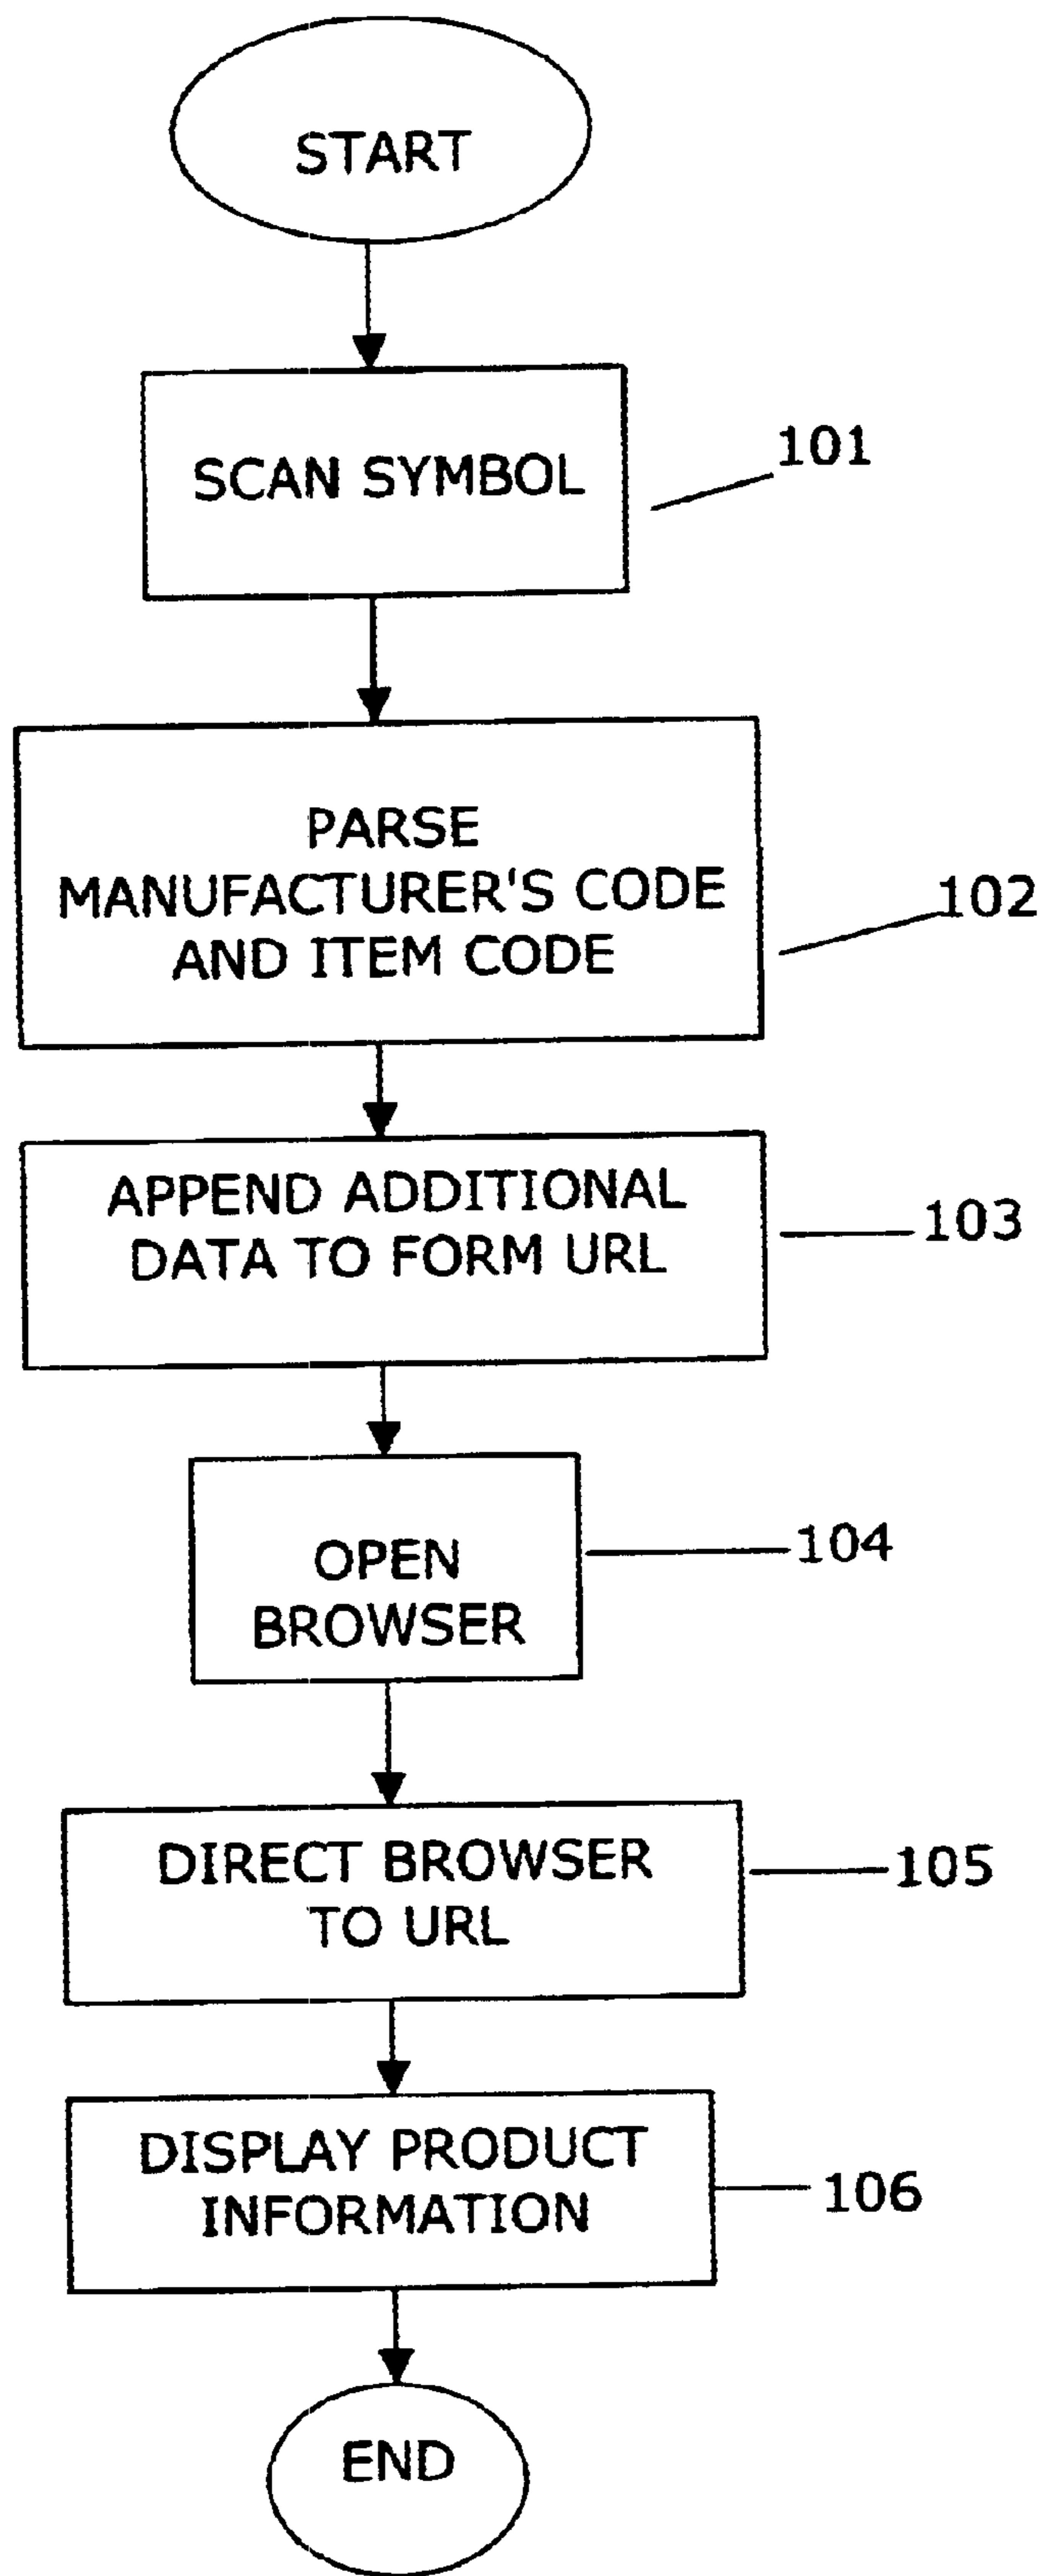 START
SCAN SYMBOL
101
PARSE
MANUFACTURER'S CODE
AND ITEM CODE
102
APPEND ADDITIONAL
DATA TO FORM URL
103
OPEN
BROWSER
104
DIRECT BROWSER
TO URL
105
DISPLAY PRODUCT
INFORMATION
106
END